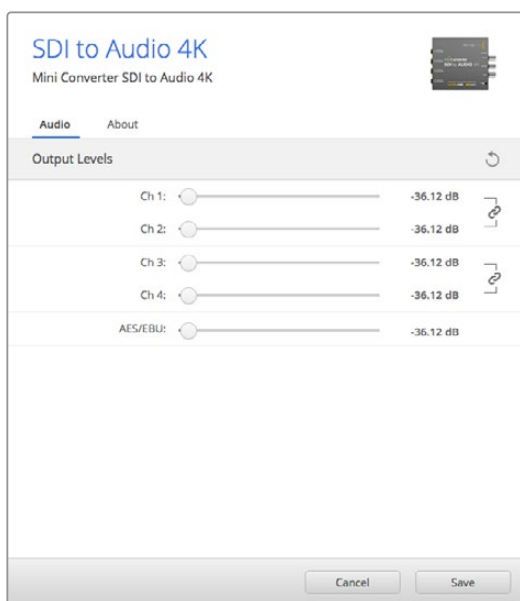 SDI to Audio 4K
Mini Converter SDI to Audio 4K
Audio About
Output Levels
Ch 1: -36.12 dB
Ch 2: -36.12 dB
Ch 3: -36.12 dB
Ch 4: -36.12 dB
AES/EBU: -36.12 dB
Cancel Save